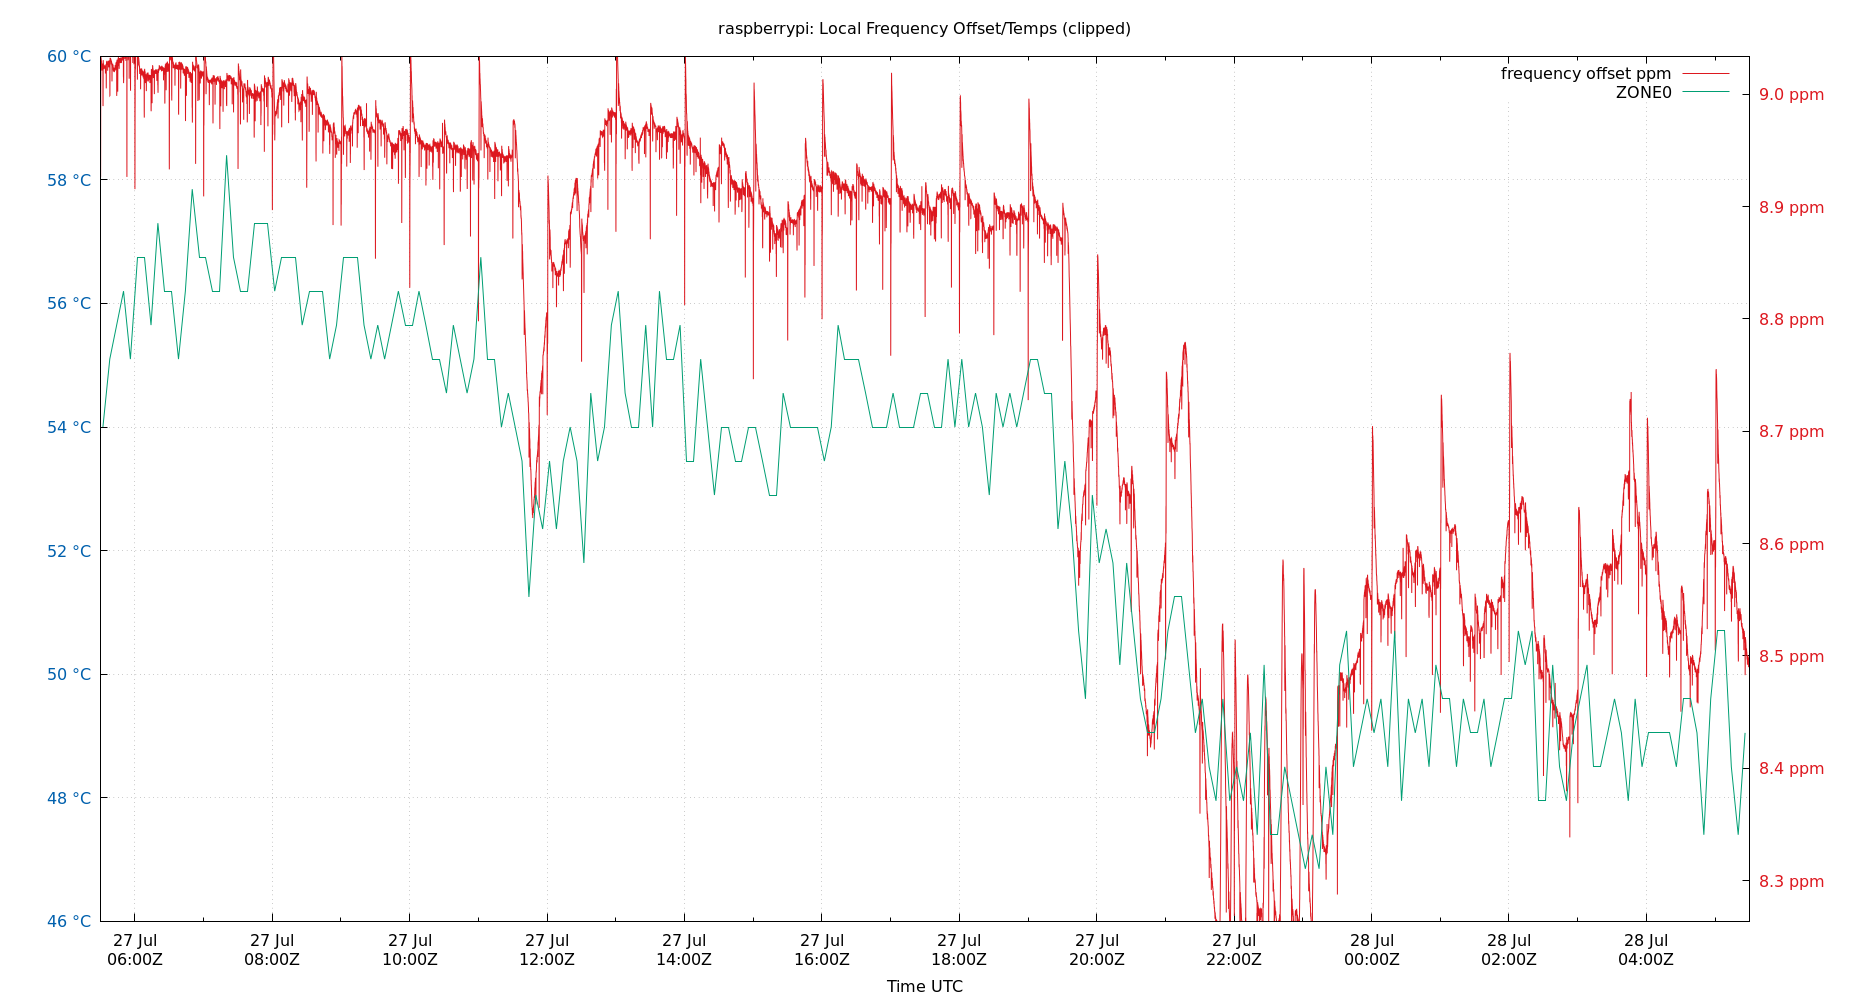 raspberrypi: Local Frequency Offset/Temps (clipped)
60 °C
58 °C
56 °C
54 °C
52 °C
50 °C
48 °C
46 °C
frequency offset ppm
ZONE0
9.0 ppm
8.9 ppm
8.8 ppm
8.7 ppm
8.6 ppm
8.5 ppm
8.4 ppm
8.3 ppm
27 Jul 27 Jul 27 Jul 27 Jul 27 Jul 27 Jul 27 Jul 27 Jul 27 Jul 28 Jul 28 Jul 28 Jul
06:00Z 08:00Z 10:00Z 12:00Z 14:00Z 16:00Z 18:00Z 20:00Z 22:00Z 00:00Z 02:00Z 04:00Z
Time UTC